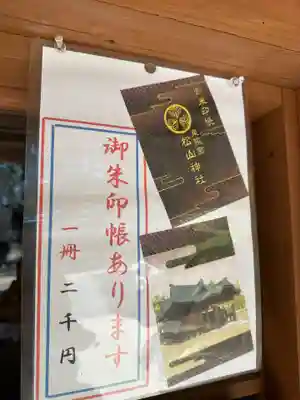 御朱印帳
松山神社
御朱印帳あります
一冊 二千円